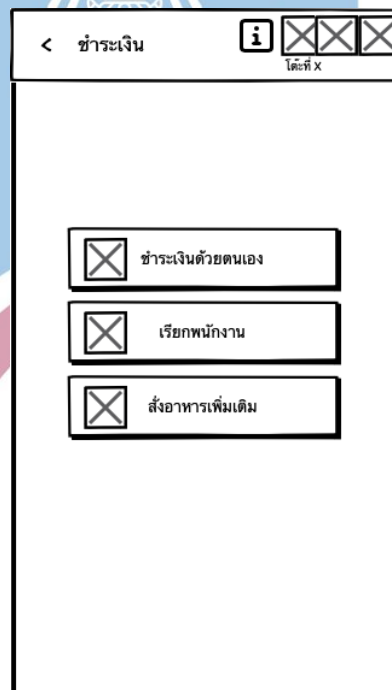 < ชำระเงิน
i
โต๊ะที่ X
ชำระเงินด้วยตนเอง
เรียกพนักงาน
สั่งอาหารเพิ่มเติม